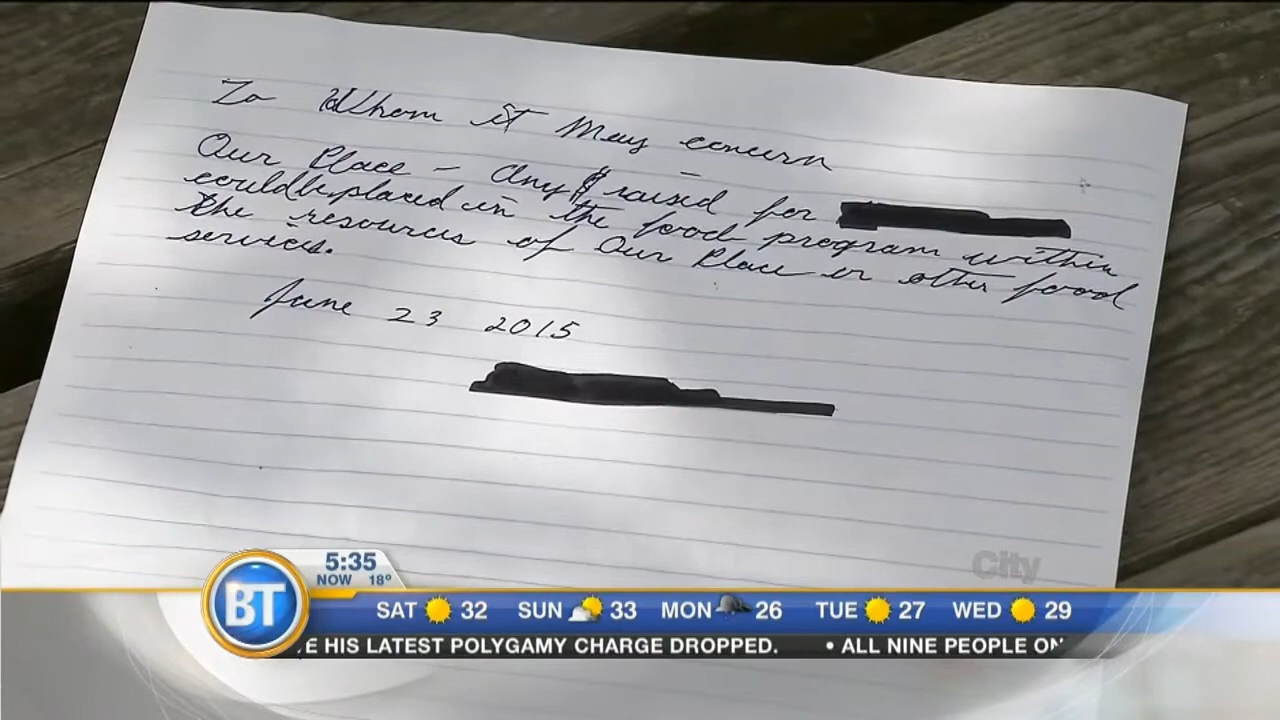 To Whom it May concern
Our Place - Any $ raised for
could be placed in the food program within
the resources of Our Place or other food
services.
June 23 2015
City
5:35
NOW 18°
BT
SAT 32 SUN 33 MON 26 TUE 27 WED 29
E HIS LATEST POLYGAMY CHARGE DROPPED. • ALL NINE PEOPLE ON